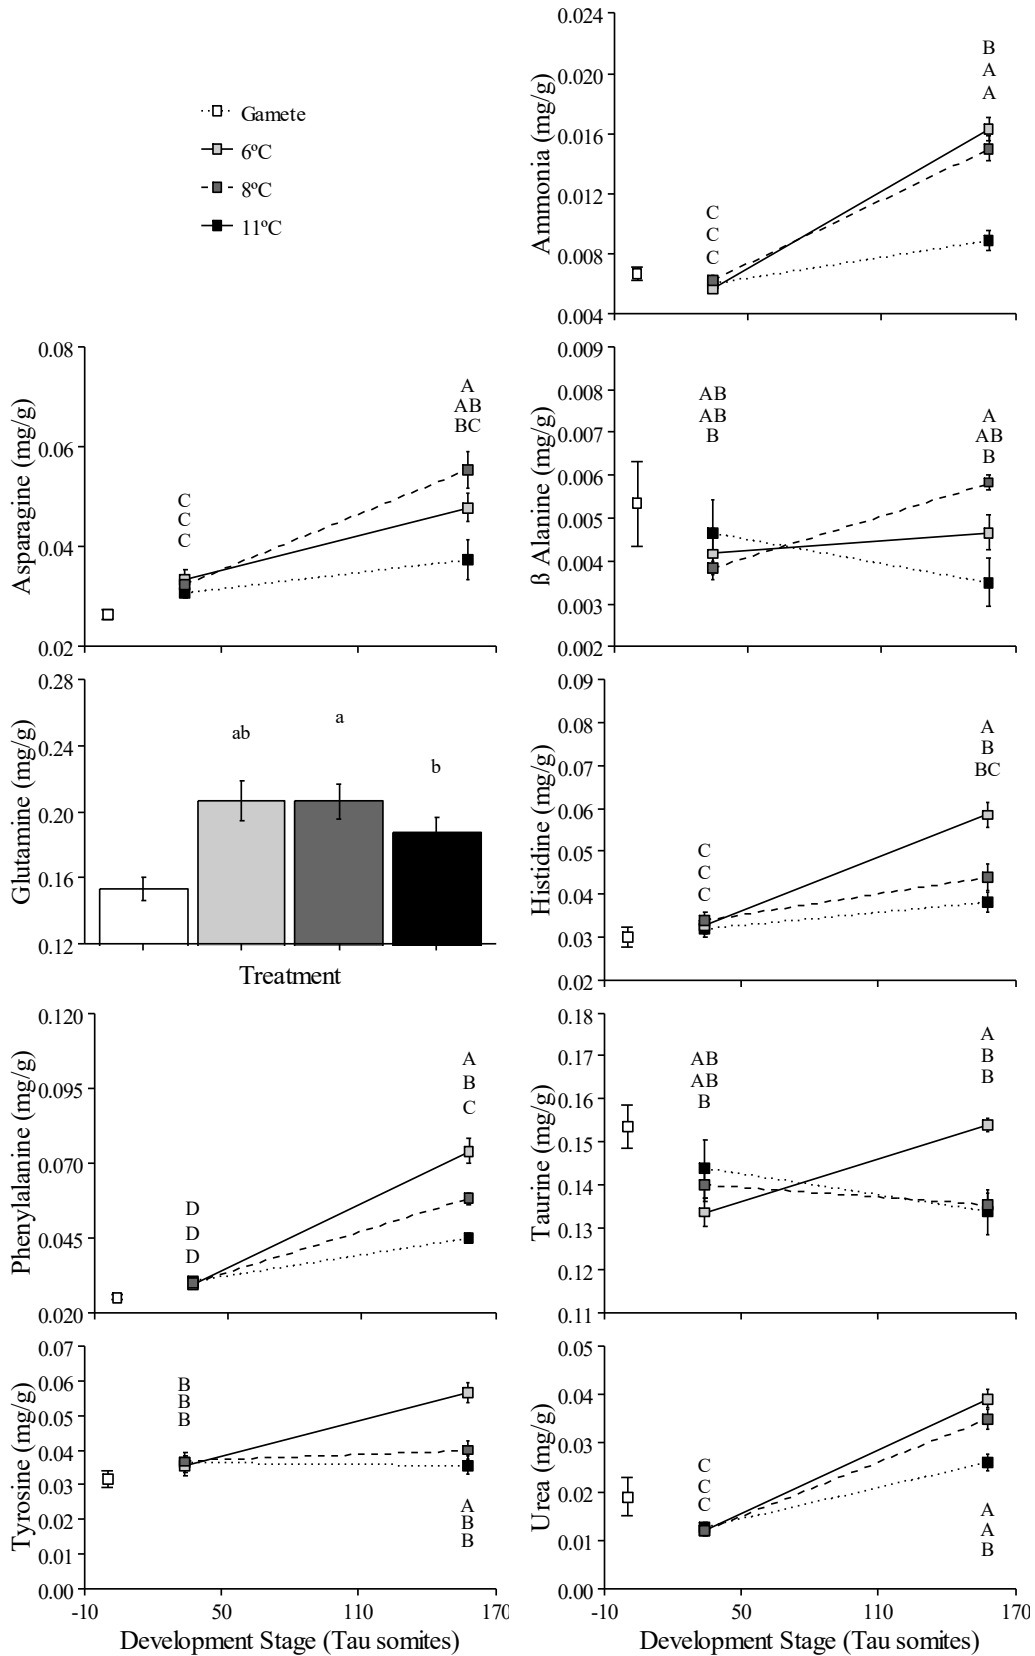 Gamete
6ºC
8ºC
11ºC
Ammonia (mg/g)
0.024
0.020
0.016
0.012
0.008
0.004
C
C
C
B
A
A
Asparagine (mg/g)
0.08
0.06
0.04
0.02
C
C
C
A
AB
BC
ß Alanine (mg/g)
0.009
0.008
0.007
0.006
0.005
0.004
0.003
0.002
AB
AB
B
A
AB
B
Glutamine (mg/g)
0.28
0.24
0.20
0.16
0.12
ab
a
b
Treatment
Histidine (mg/g)
0.09
0.08
0.07
0.06
0.05
0.04
0.03
0.02
C
C
C
A
B
BC
Phenylalanine (mg/g)
0.120
0.095
0.070
0.045
0.020
D
D
D
A
B
C
Taurine (mg/g)
0.18
0.17
0.16
0.15
0.14
0.13
0.12
0.11
AB
AB
B
A
B
B
Tyrosine (mg/g)
0.07
0.06
0.05
0.04
0.03
0.02
0.01
0.00
B
B
B
A
B
B
-10 50 110 170
Development Stage (Tau somites)
Urea (mg/g)
0.05
0.04
0.03
0.02
0.01
0.00
C
C
C
A
A
B
-10 50 110 170
Development Stage (Tau somites)